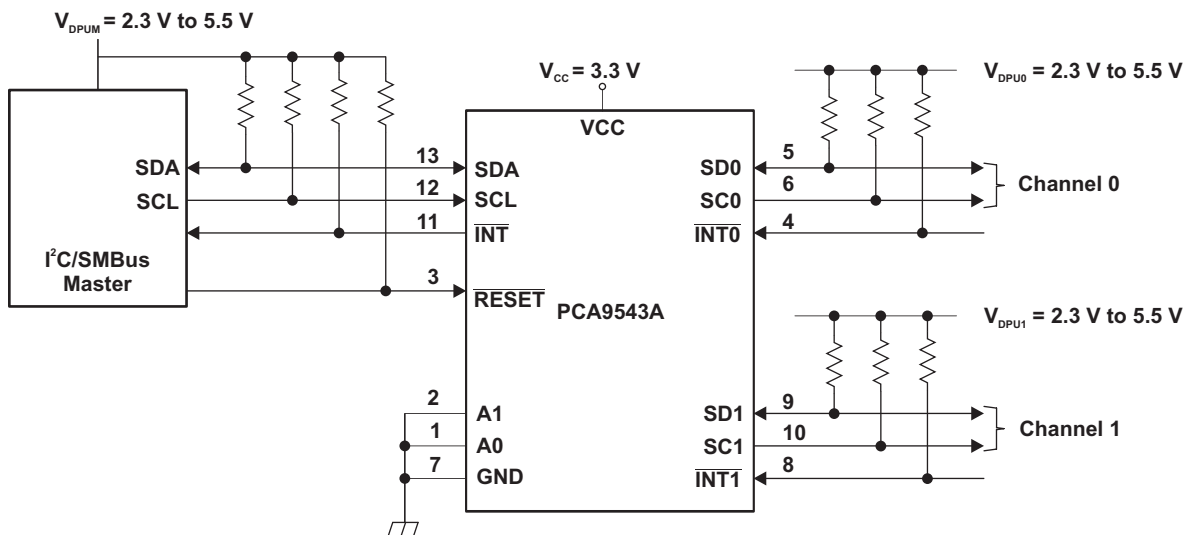 V_DPUM = 2.3 V to 5.5 V
V_CC = 3.3 V
V_DPU0 = 2.3 V to 5.5 V
VCC
SDA
13
SDA
SD0
5
SCL
12
SCL
SC0
6
Channel 0
11
INT
INT0
4
I²C/SMBus
Master
3
RESET
PCA9543A
V_DPU1 = 2.3 V to 5.5 V
2
A1
SD1
9
1
A0
SC1
10
Channel 1
7
GND
INT1
8